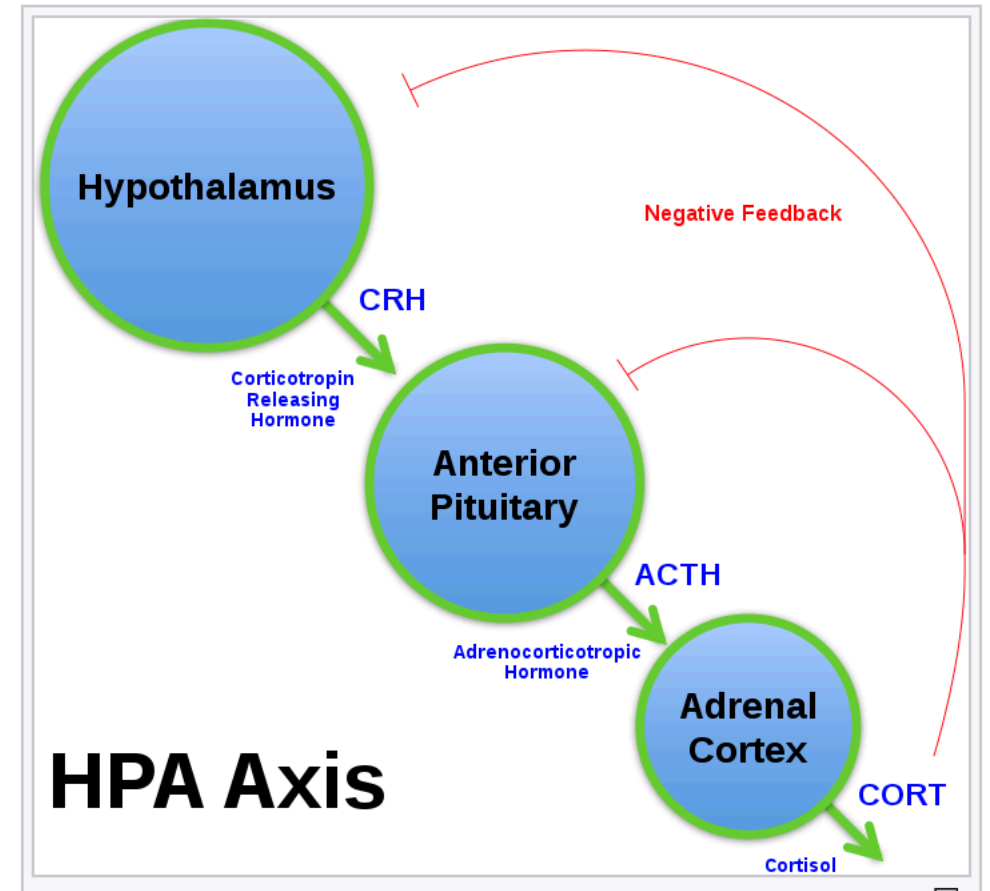 Hypothalamus
Negative Feedback
CRH
Corticotropin
Releasing
Hormone
Anterior
Pituitary
ACTH
Adrenocorticotropic
Hormone
Adrenal
Cortex
HPA Axis
CORT
Cortisol